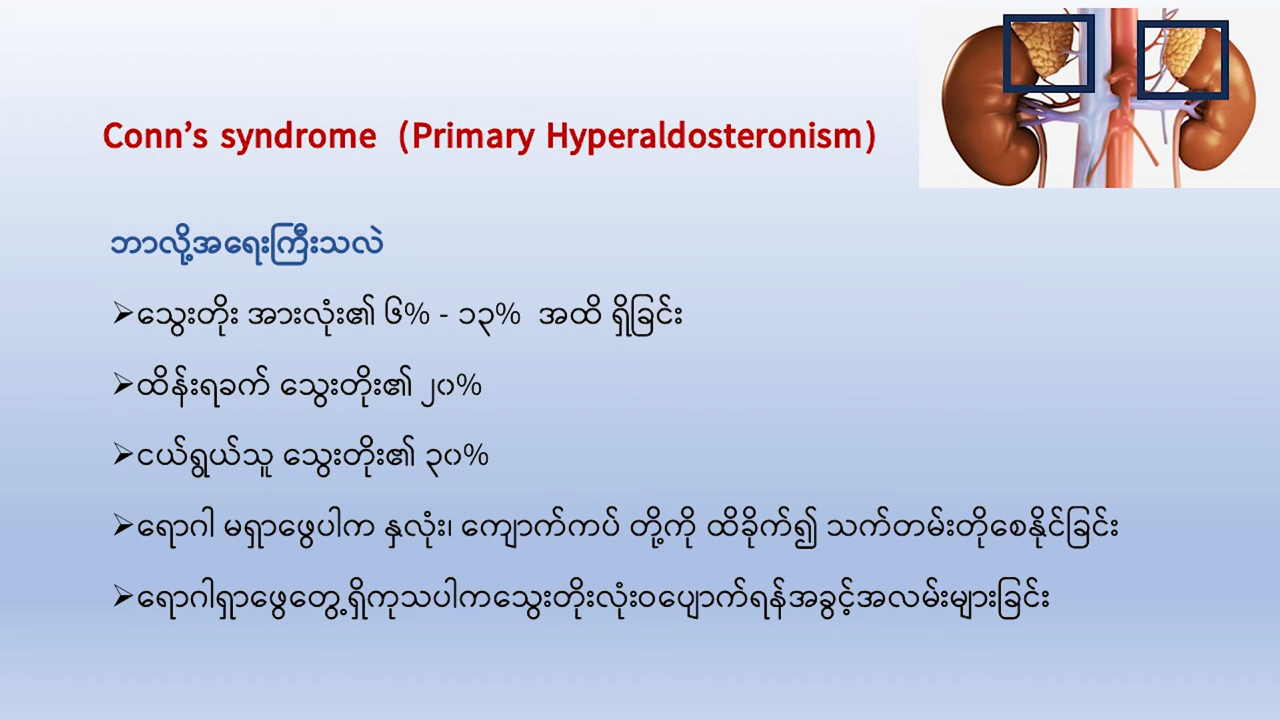 Conn’s syndrome (Primary Hyperaldosteronism)
ဘာလို့အရေးကြီးသလဲ
➢သွေးတိုး အားလုံး၏ ၆% - ၁၃% အထိ ရှိခြင်း
➢ထိန်းရခက် သွေးတိုး၏ ၂၀%
➢ငယ်ရွယ်သူ သွေးတိုး၏ ၃၀%
➢ရောဂါ မရှာဖွေပါက နှလုံး၊ ကျောက်ကပ် တို့ကို ထိခိုက်၍ သက်တမ်းတိုစေနိုင်ခြင်း
➢ရောဂါရှာဖွေတွေ့ရှိကုသပါကသွေးတိုးလုံးဝပျောက်ရန်အခွင့်အလမ်းများခြင်း